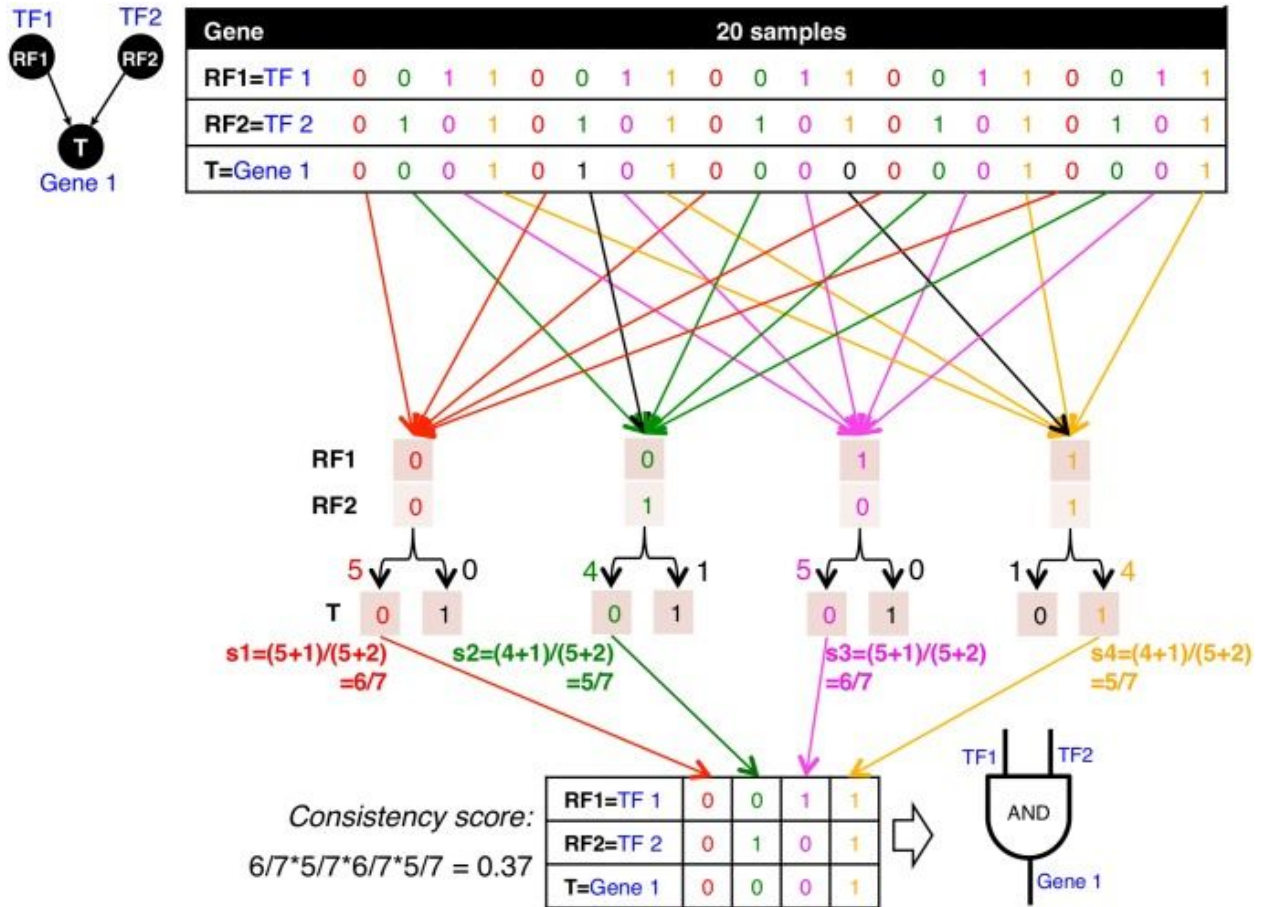 TF1 TF2
RF1 RF2
T
Gene 1
Gene 20 samples
RF1=TF 1 0 0 1 1 0 0 1 1 0 0 1 1 0 0 1 1 0 0 1 1
RF2=TF 2 0 1 0 1 0 1 0 1 0 1 0 1 0 1 0 1 0 1 0 1
T=Gene 1 0 0 0 1 0 1 0 1 0 0 0 0 0 0 0 1 0 0 0 1
RF1 0 0 1 1
RF2 0 1 0 1
5 0 4 1 5 0 1 4
T 0 1 0 1 0 1 0 1
s1=(5+1)/(5+2) s2=(4+1)/(5+2) s3=(5+1)/(5+2) s4=(4+1)/(5+2)
=6/7 =5/7 =6/7 =5/7
Consistency score:
6/7*5/7*6/7*5/7 = 0.37
RF1=TF 1 0 0 1 1
RF2=TF 2 0 1 0 1
T=Gene 1 0 0 0 1
TF1 TF2
AND
Gene 1